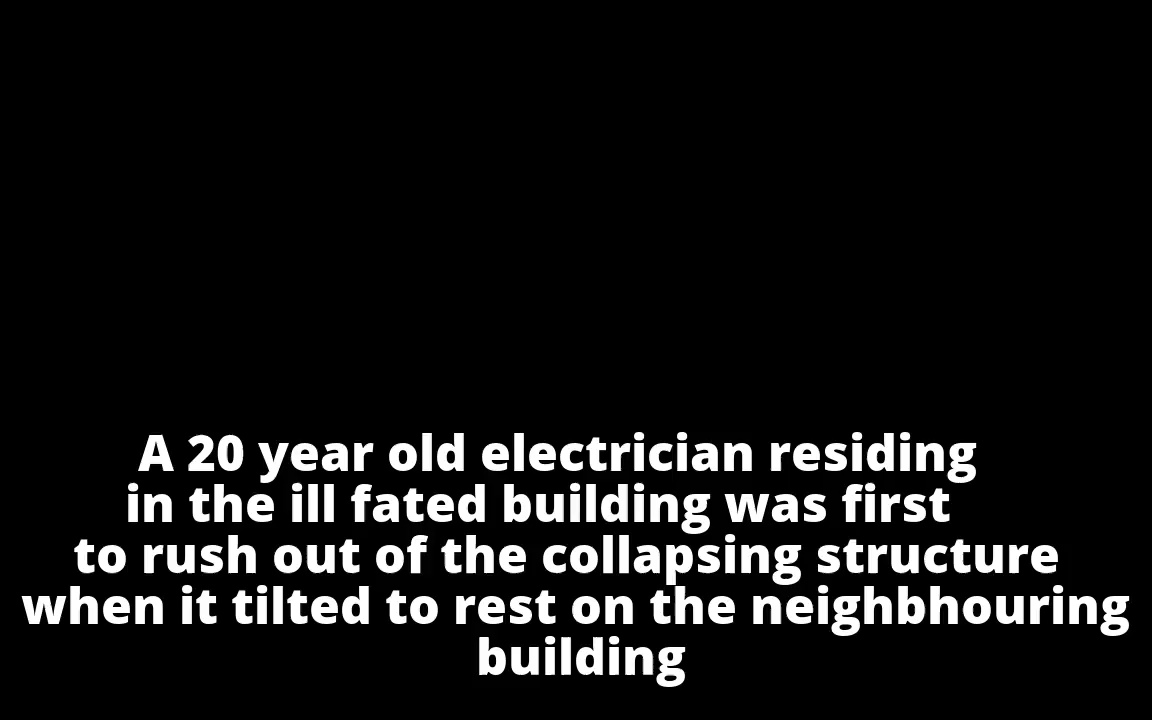 A 20 year old electrician residing
in the ill fated building was first
to rush out of the collapsing structure
when it tilted to rest on the neighbhouring
building